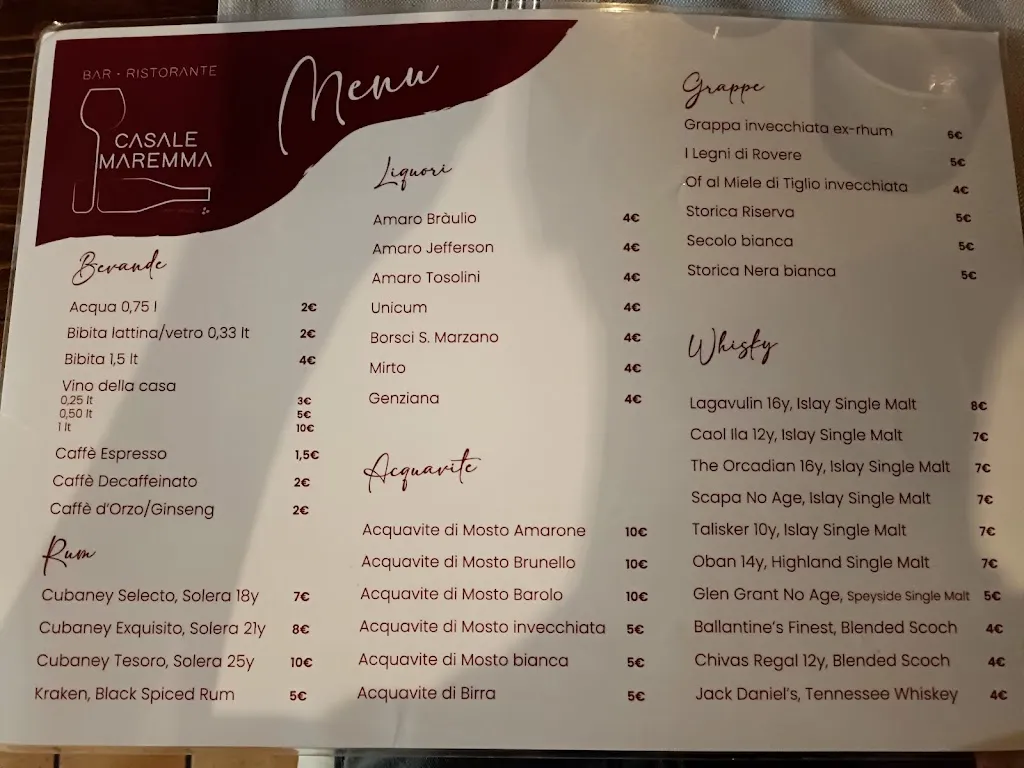 BAR • RISTORANTE
CASALE
MAREMMA
Menu
Bevande
Acqua 0,75 l 2€
Bibita lattina/vetro 0,33 lt 2€
Bibita 1,5 lt 4€
Vino della casa
0,25 lt 3€
0,50 lt 5€
1 lt 10€
Caffè Espresso 1,5€
Caffè Decaffeinato 2€
Caffè d'Orzo/Ginseng 2€
Rum
Cubaney Selecto, Solera 18y 7€
Cubaney Exquisito, Solera 21y 8€
Cubaney Tesoro, Solera 25y 10€
Kraken, Black Spiced Rum 5€
Liquori
Amaro Bràulio 4€
Amaro Jefferson 4€
Amaro Tosolini 4€
Unicum 4€
Borsci S. Marzano 4€
Mirto 4€
Genziana 4€
Acquavite
Acquavite di Mosto Amarone 10€
Acquavite di Mosto Brunello 10€
Acquavite di Mosto Barolo 10€
Acquavite di Mosto invecchiata 5€
Acquavite di Mosto bianca 5€
Acquavite di Birra 5€
Grappe
Grappa invecchiata ex-rhum 6€
I Legni di Rovere 5€
Of al Miele di Tiglio invecchiata 4€
Storica Riserva 5€
Secolo bianca 5€
Storica Nera bianca 5€
Whisky
Lagavulin 16y, Islay Single Malt 8€
Caol Ila 12y, Islay Single Malt 7€
The Orcadian 16y, Islay Single Malt 7€
Scapa No Age, Islay Single Malt 7€
Talisker 10y, Islay Single Malt 7€
Oban 14y, Highland Single Malt 7€
Glen Grant No Age, Speyside Single Malt 5€
Ballantine's Finest, Blended Scoch 4€
Chivas Regal 12y, Blended Scoch 4€
Jack Daniel's, Tennessee Whiskey 4€